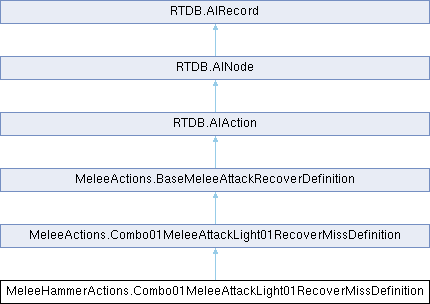 RTDB.AIRecord
RTDB.AINode
RTDB.AIAction
MeleeActions.BaseMeleeAttackRecoverDefinition
MeleeActions.Combo01MeleeAttackLight01RecoverMissDefinition
MeleeHammerActions.Combo01MeleeAttackLight01RecoverMissDefinition